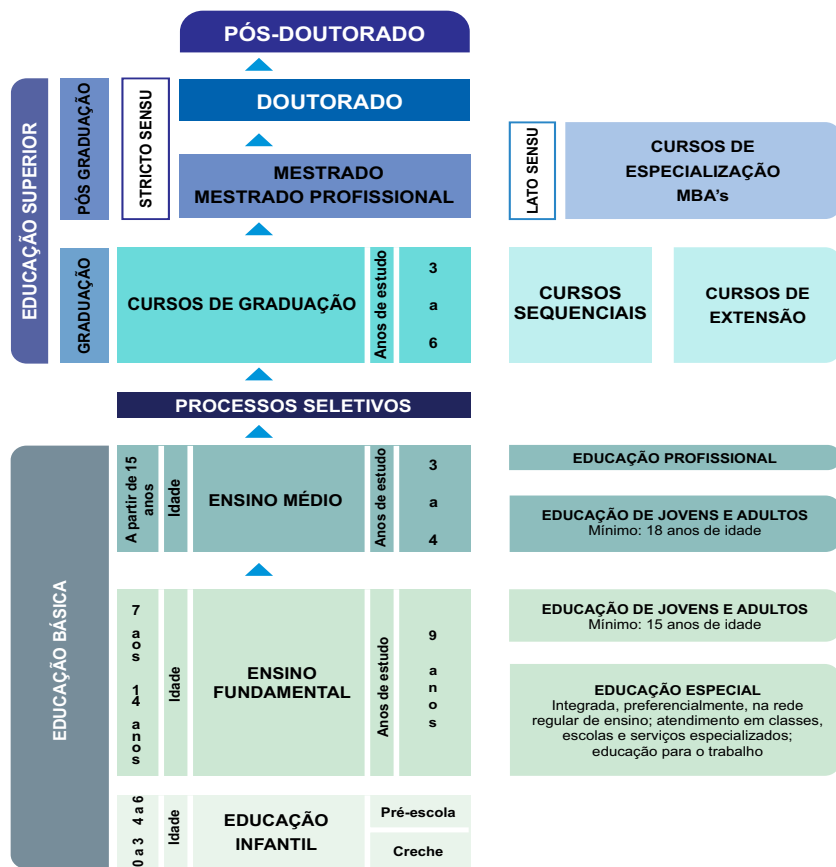 PÓS-DOUTORADO
EDUCAÇÃO SUPERIOR
PÓS GRADUAÇÃO
STRICTO SENSU
DOUTORADO
MESTRADO
MESTRADO PROFISSIONAL
LATO SENSU
CURSOS DE
ESPECIALIZAÇÃO
MBA's
GRADUAÇÃO
CURSOS DE GRADUAÇÃO
Anos de estudo
3
a
6
CURSOS
SEQUENCIAIS
CURSOS DE
EXTENSÃO
PROCESSOS SELETIVOS
EDUCAÇÃO BÁSICA
A partir de 15
anos
Idade
ENSINO MÉDIO
Anos de estudo
3
a
4
EDUCAÇÃO PROFISSIONAL
EDUCAÇÃO DE JOVENS E ADULTOS
Mínimo: 18 anos de idade
7 aos 14 anos
Idade
ENSINO
FUNDAMENTAL
Anos de estudo
9 anos
EDUCAÇÃO DE JOVENS E ADULTOS
Mínimo: 15 anos de idade
EDUCAÇÃO ESPECIAL
Integrada, preferencialmente, na rede
regular de ensino; atendimento em classes,
escolas e serviços especializados;
educação para o trabalho
0 a 3 4 a 6
Idade
EDUCAÇÃO
INFANTIL
Pré-escola
Creche